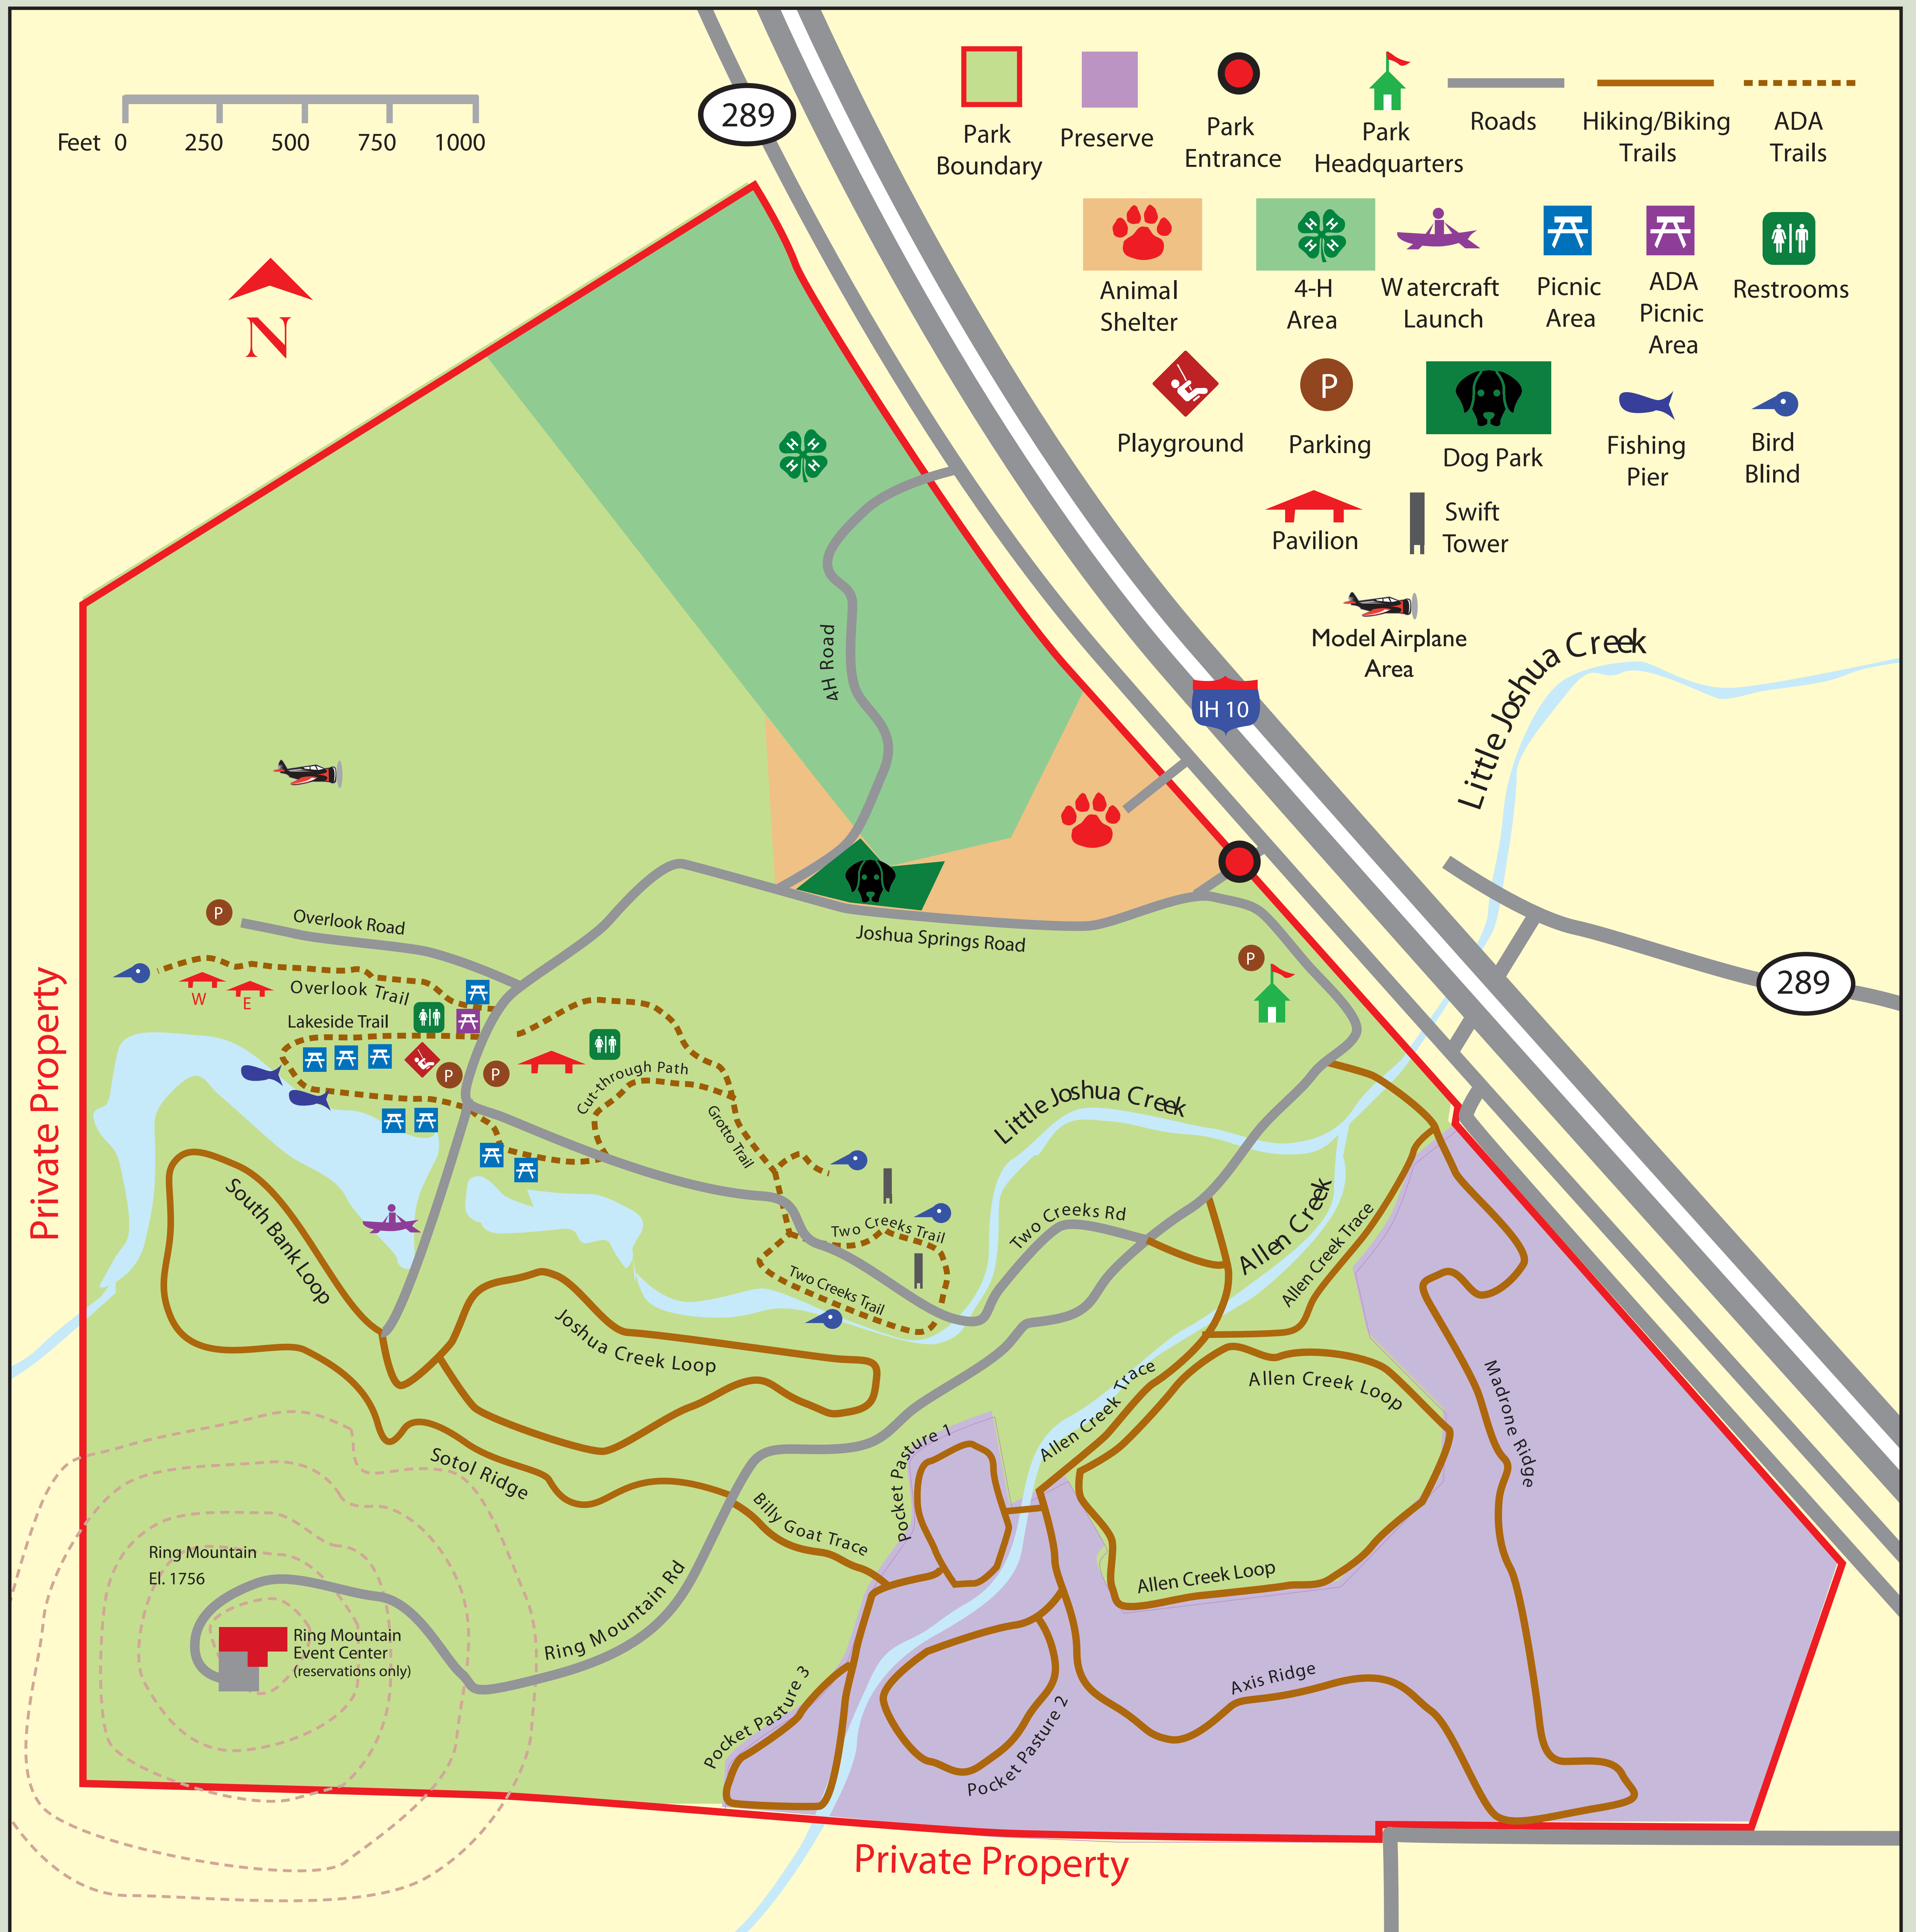 289
Feet 0 250 500 750 1000
N
Park
Boundary
Preserve
Park
Entrance
Park
Headquarters
Roads
Hiking/Biking
Trails
ADA
Trails
Animal
Shelter
H H H H
4-H
Area
Watercraft
Launch
Picnic
Area
ADA
Picnic
Area
Restrooms
Playground
P
Parking
Dog Park
Fishing
Pier
Bird
Blind
Pavilion
Swift
Tower
Model Airplane
Area
H H H H
4H Road
IH 10
Little Joshua Creek
289
P
Overlook Road
Joshua Springs Road
P
W
E
Overlook Trail
Lakeside Trail
P
P
Cut-through Path
Grotto Trail
Little Joshua Creek
Private Property
South Bank Loop
Two Creeks Trail
Two Creeks Trail
Two Creeks Rd
Allen Creek
Allen Creek Trace
Joshua Creek Loop
Allen Creek Trace
Allen Creek Loop
Madrone Ridge
Sotol Ridge
Billy Goat Trace
Pocket Pasture 1
Allen Creek Loop
Ring Mountain
El. 1756
Ring Mountain Rd
Ring Mountain
Event Center
(reservations only)
Pocket Pasture 3
Pocket Pasture 2
Axis Ridge
Private Property